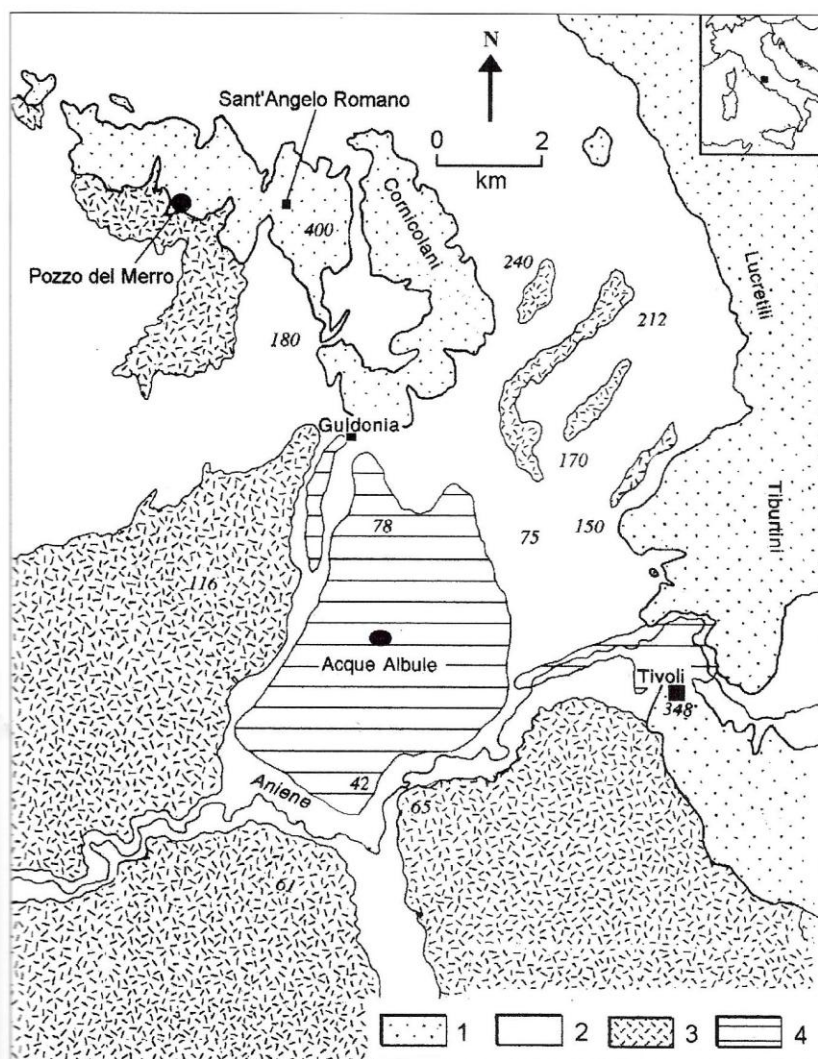 N
Sant'Angelo Romano
0 2
km
Cornicolani
400
Pozzo del Merro
240
Lucretili
212
180
Guidonia
170
Tiburtini
78
75
150
116
Acque Albule
Tivoli
348
42
Aniene
65
61
1 2 3 4